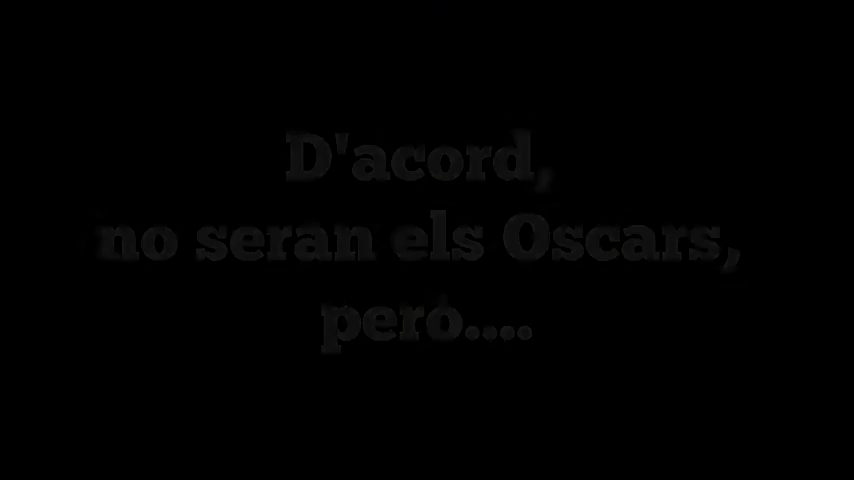 D'acord,
no seran els Oscars,
però....